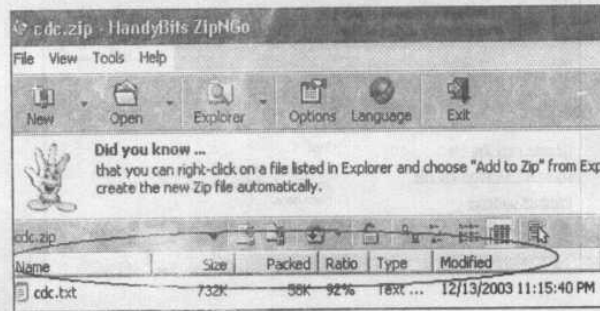 cdc.zip - HandyBits ZipNGo
File View Tools Help
New Open Explorer Options Language Exit
Did you know ...
that you can right-click on a file listed in Explorer and choose "Add to Zip" from Exp
create the new Zip file automatically.
cdc.zip
Name Size Packed Ratio Type Modified
cdc.txt 732K 58K 92% Text ... 12/13/2003 11:15:40 PM